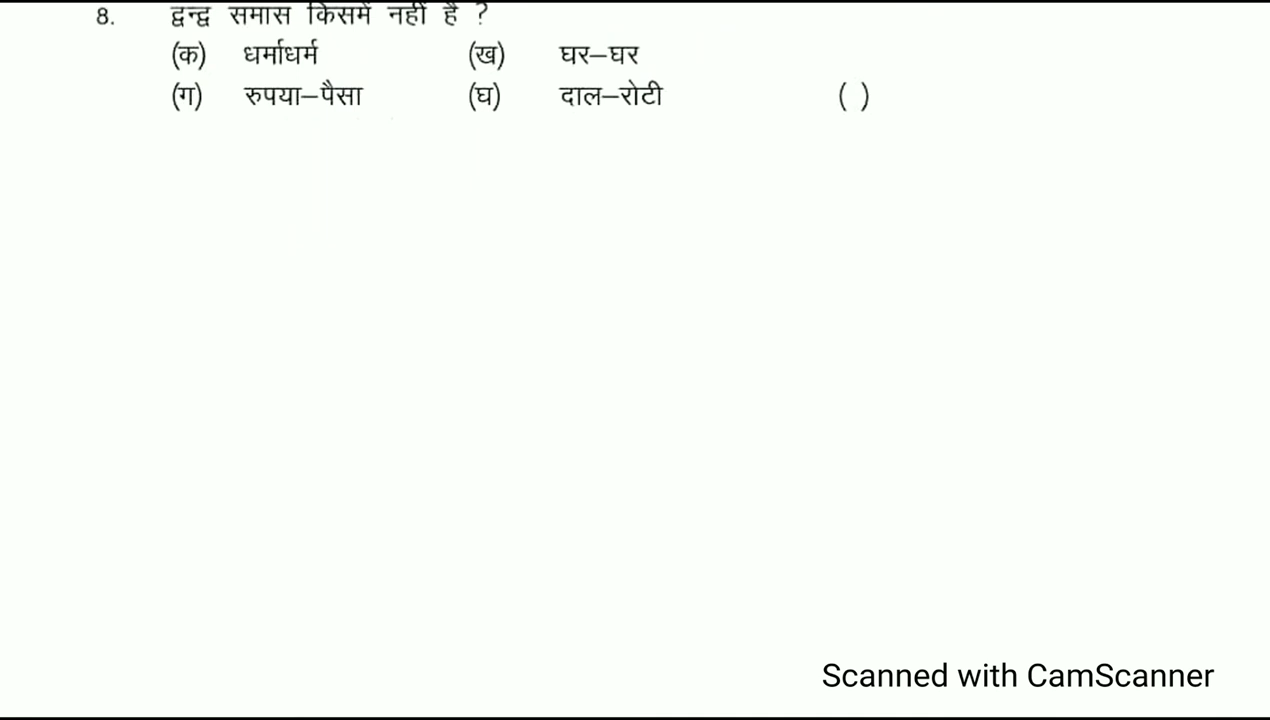 8. द्वन्द्व समास किसमें नहीं है ?
(क) धर्माधर्म (ख) घर–घर
(ग) रुपया–पैसा (घ) दाल–रोटी ( )
Scanned with CamScanner